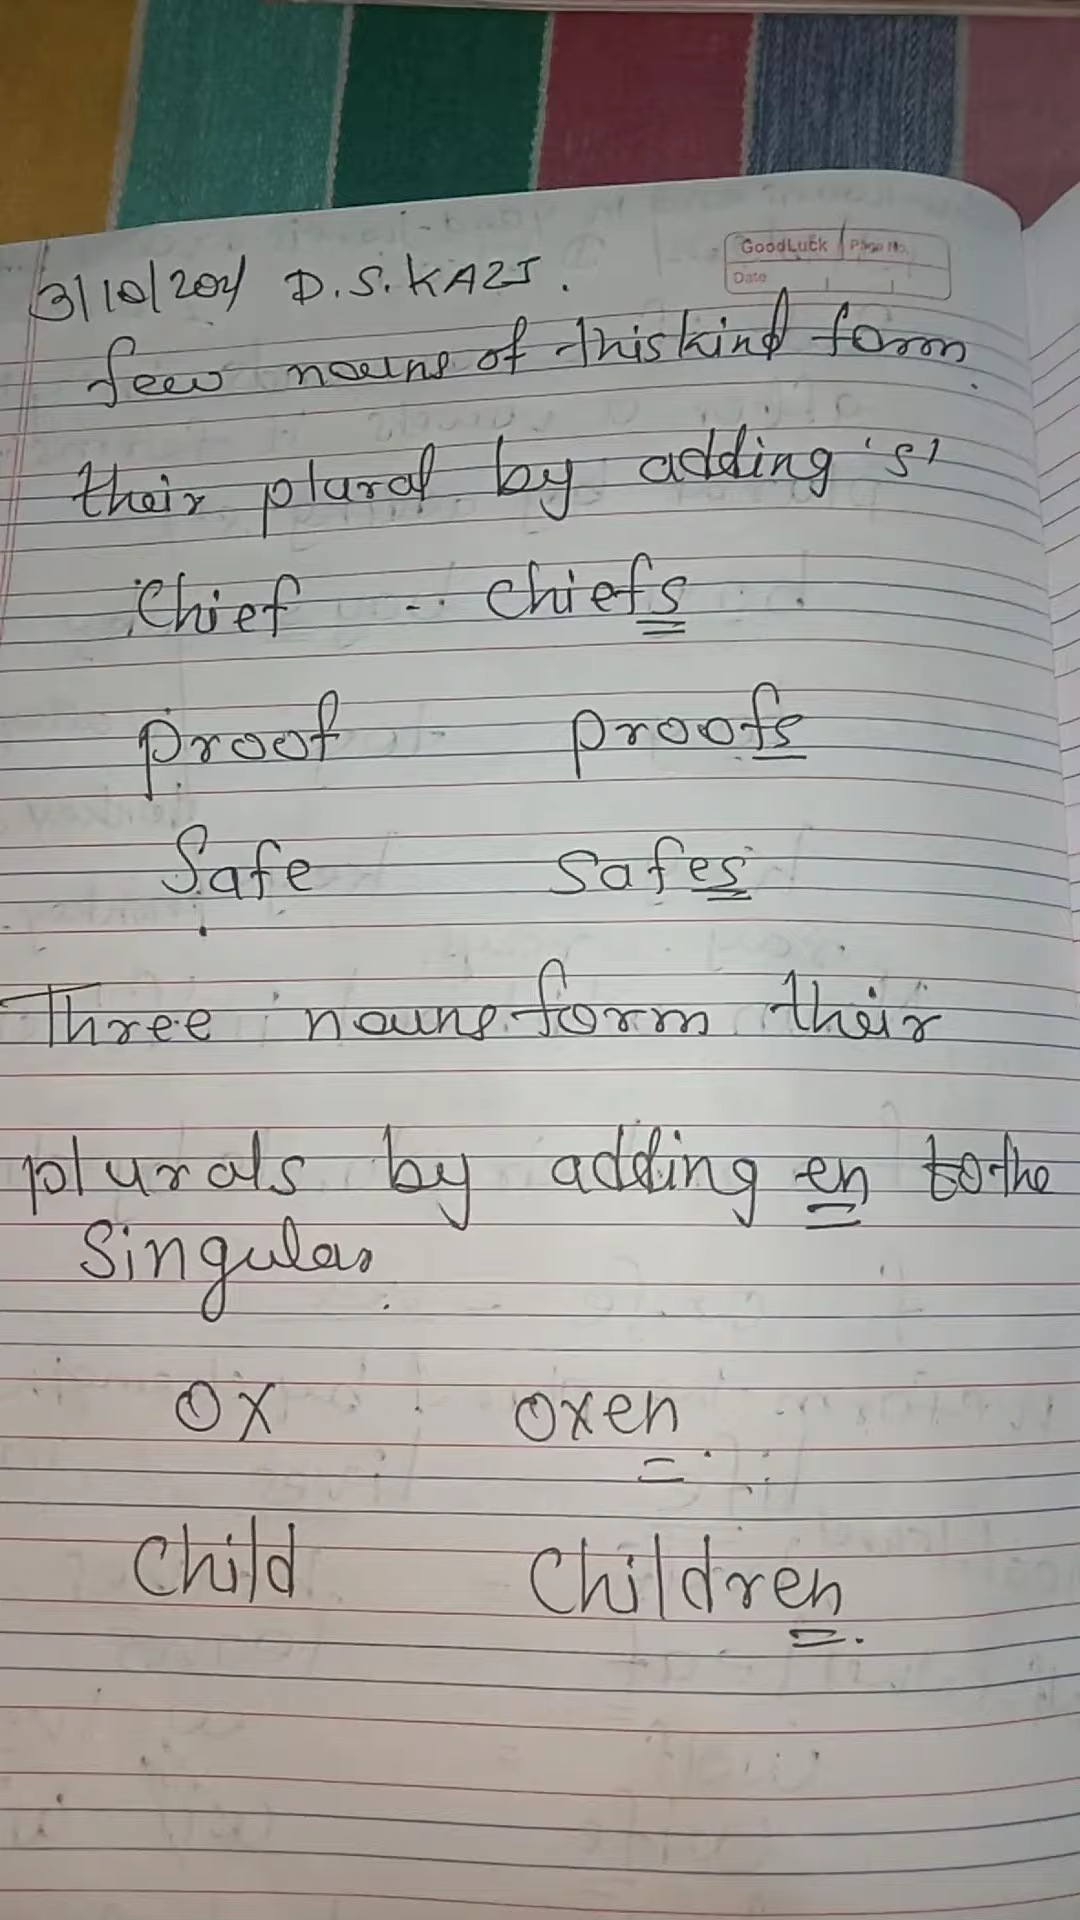 3/10/2021 D.S.KAZI.
GoodLuck Page No.
Date
few nouns of this kind form
their plural by adding 's'
Chief - chiefs
Proof proofs
Safe safes
Three nouns form their
plurals by adding en to the
Singular.
Ox Oxen
Child Children.